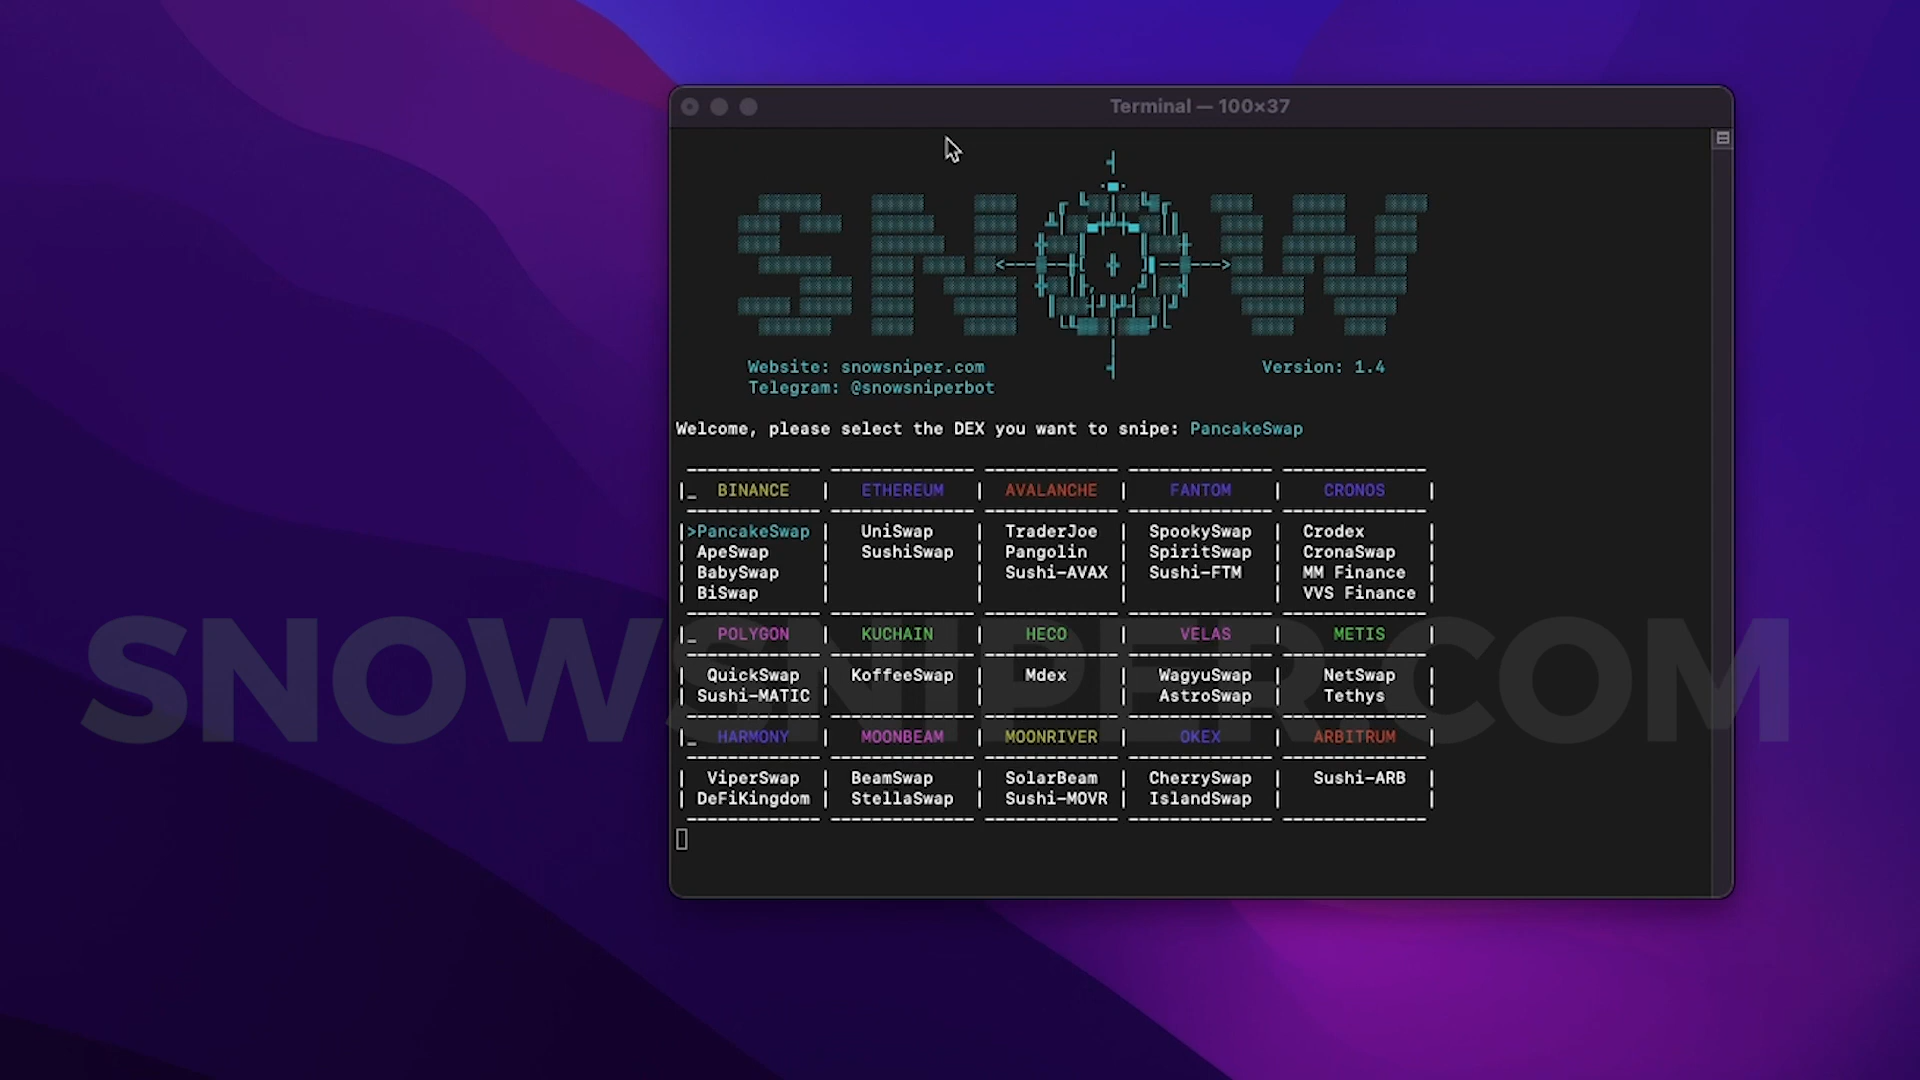 Terminal — 100×37
SNOW
Website: snowsniper.com
Version: 1.4
Telegram: @snowsniperbot
Welcome, please select the DEX you want to snipe: PancakeSwap
|_ BINANCE | ETHEREUM | AVALANCHE | FANTOM | CRONOS |
|>PancakeSwap | UniSwap | TraderJoe | SpookySwap | Crodex |
| ApeSwap | SushiSwap | Pangolin | SpiritSwap | CronaSwap |
| BabySwap | | Sushi-AVAX | Sushi-FTM | MM Finance |
| BiSwap | | | | VVS Finance |
|_ POLYGON | KUCHAIN | HECO | VELAS | METIS |
| QuickSwap | KoffeeSwap | Mdex | WagyuSwap | NetSwap |
| Sushi-MATIC | | | AstroSwap | Tethys |
|_ HARMONY | MOONBEAM | MOONRIVER | OKEX | ARBITRUM |
| ViperSwap | BeamSwap | SolarBeam | CherrySwap | Sushi-ARB |
| DeFiKingdom | StellaSwap | Sushi-MOVR | IslandSwap | |
SNOWSNIPER.COM